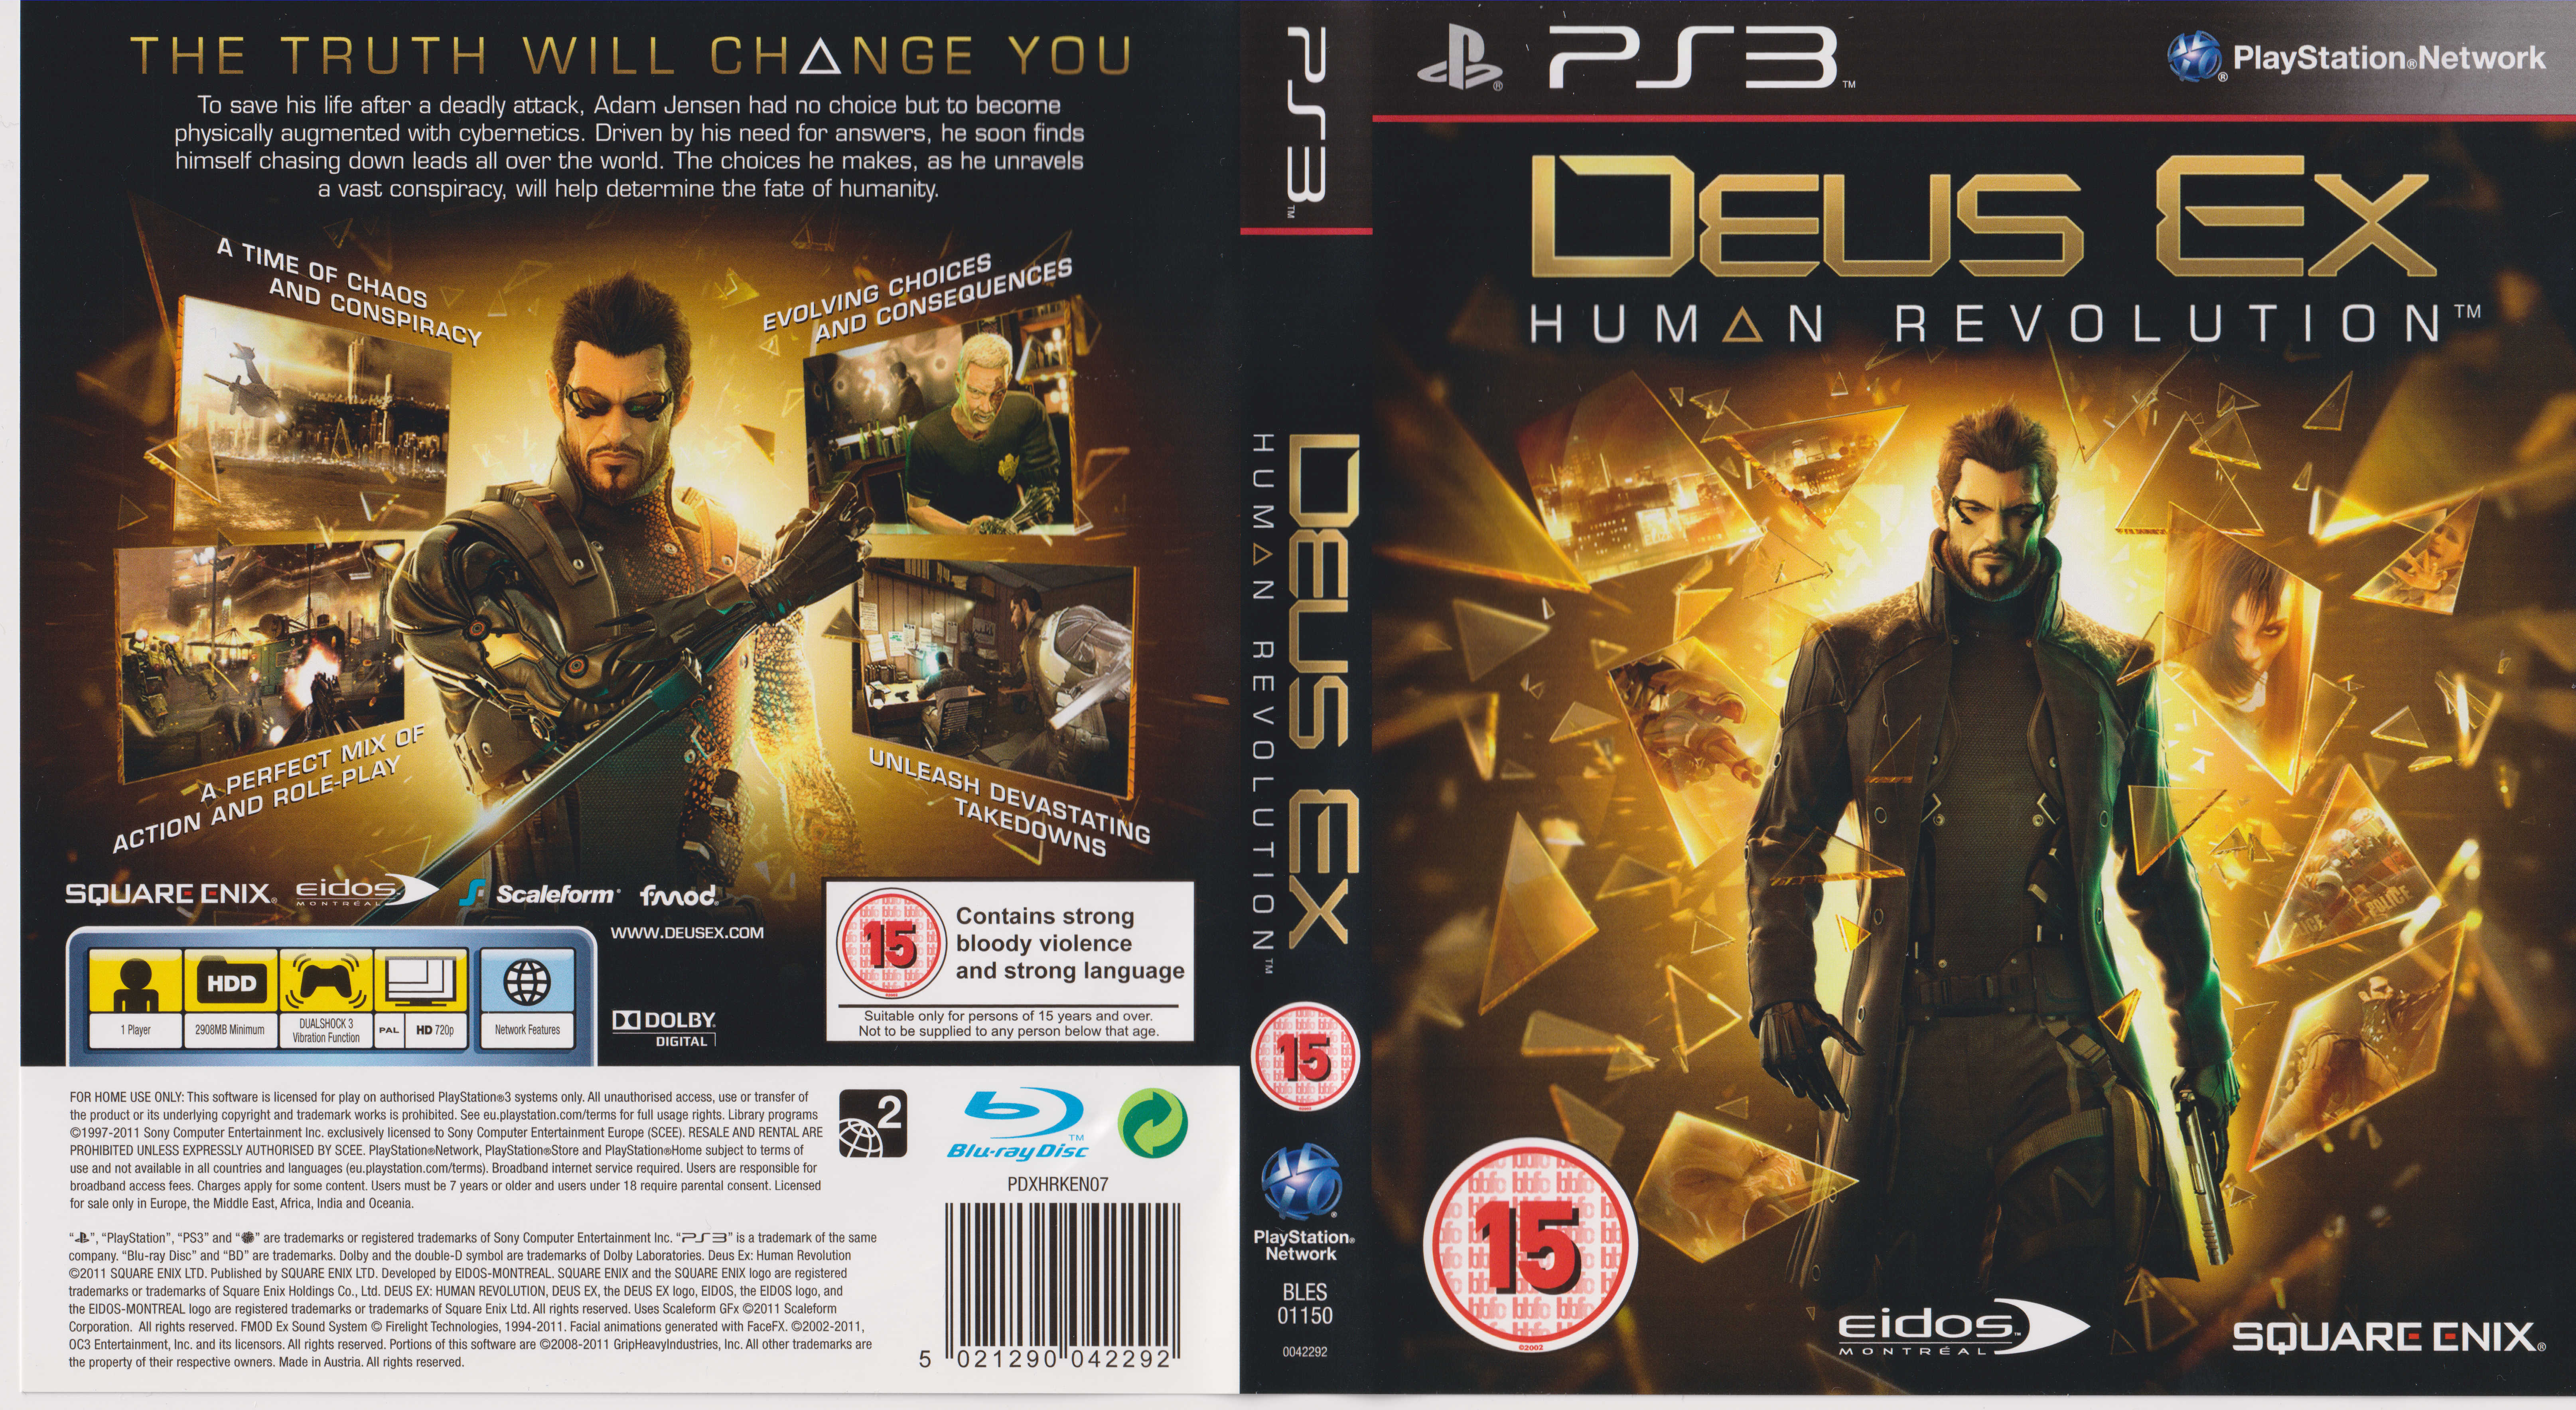 THE TRUTH WILL CHANGE YOU
To save his life after a deadly attack, Adam Jensen had no choice but to become
physically augmented with cybernetics. Driven by his need for answers, he soon finds
himself chasing down leads all over the world. The choices he makes, as he unravels
a vast conspiracy, will help determine the fate of humanity.
A TIME OF CHAOS
AND CONSPIRACY
EVOLVING CHOICES
AND CONSEQUENCES
A PERFECT MIX OF
ACTION AND ROLE-PLAY
UNLEASH DEVASTATING
TAKEDOWNS
SQUARE ENIX®
eidos
MONTRÉAL
Scaleform®
fmod®
WWW.DEUSEX.COM
HDD
1 Player
2908MB Minimum
DUALSHOCK 3
Vibration Function
PAL
HD 720p
Network Features
DOLBY®
DIGITAL
15
Contains strong
bloody violence
and strong language
Suitable only for persons of 15 years and over.
Not to be supplied to any person below that age.
FOR HOME USE ONLY: This software is licensed for play on authorised PlayStation®3 systems only. All unauthorised access, use or transfer of
the product or its underlying copyright and trademark works is prohibited. See eu.playstation.com/terms for full usage rights. Library programs
©1997-2011 Sony Computer Entertainment Inc. exclusively licensed to Sony Computer Entertainment Europe (SCEE). RESALE AND RENTAL ARE
PROHIBITED UNLESS EXPRESSLY AUTHORISED BY SCEE. PlayStation®Network, PlayStation®Store and PlayStation®Home subject to terms of
use and not available in all countries and languages (eu.playstation.com/terms). Broadband internet service required. Users are responsible for
broadband access fees. Charges apply for some content. Users must be 7 years or older and users under 18 require parental consent. Licensed
for sale only in Europe, the Middle East, Africa, India and Oceania.
“ ”, “PlayStation”, “PS3” and “ ” are trademarks or registered trademarks of Sony Computer Entertainment Inc. “PS3” is a trademark of the same
company. “Blu-ray Disc” and “BD” are trademarks. Dolby and the double-D symbol are trademarks of Dolby Laboratories. Deus Ex: Human Revolution
©2011 SQUARE ENIX LTD. Published by SQUARE ENIX LTD. Developed by EIDOS-MONTREAL. SQUARE ENIX and the SQUARE ENIX logo are registered
trademarks or trademarks of Square Enix Holdings Co., Ltd. DEUS EX: HUMAN REVOLUTION, DEUS EX, the DEUS EX logo, EIDOS, the EIDOS logo, and
the EIDOS-MONTREAL logo are registered trademarks or trademarks of Square Enix Ltd. All rights reserved. Uses Scaleform GFx ©2011 Scaleform
Corporation. All rights reserved. FMOD Ex Sound System © Firelight Technologies, 1994-2011. Facial animations generated with FaceFX. ©2002-2011,
OC3 Entertainment, Inc. and its licensors. All rights reserved. Portions of this software are ©2008-2011 GripHeavyIndustries, Inc. All other trademarks are
the property of their respective owners. Made in Austria. All rights reserved.
2
Blu-ray Disc™
PDXHRKEN07
5 021290 042292
PS3™
DEUS EX
HUMAN REVOLUTION™
15
PlayStation®
Network
BLES
01150
0042292
PS3™
PlayStation®Network
DEUS EX
HUMAN REVOLUTION™
POLICE
15
bbfc
©2002
eidos™
MONTRÉAL
SQUARE ENIX®